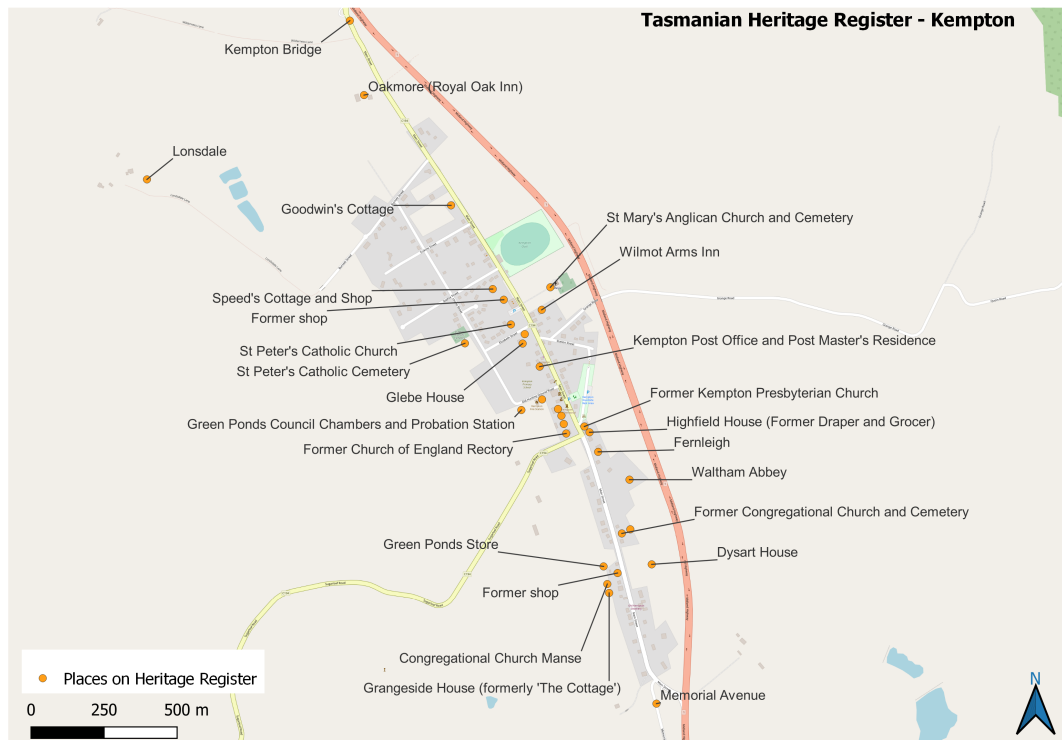 Tasmanian Heritage Register - Kempton
Kempton Bridge
Oakmore (Royal Oak Inn)
Lonsdale
Goodwin's Cottage
St Mary's Anglican Church and Cemetery
Wilmot Arms Inn
Speed's Cottage and Shop
Former shop
St Peter's Catholic Church
Kempton Post Office and Post Master's Residence
St Peter's Catholic Cemetery
Glebe House
Former Kempton Presbyterian Church
Green Ponds Council Chambers and Probation Station
Highfield House (Former Draper and Grocer)
Former Church of England Rectory
Fernleigh
Waltham Abbey
Former Congregational Church and Cemetery
Green Ponds Store
Dysart House
Former shop
Congregational Church Manse
Grangeside House (formerly 'The Cottage')
Memorial Avenue
Places on Heritage Register
0 250 500 m
N